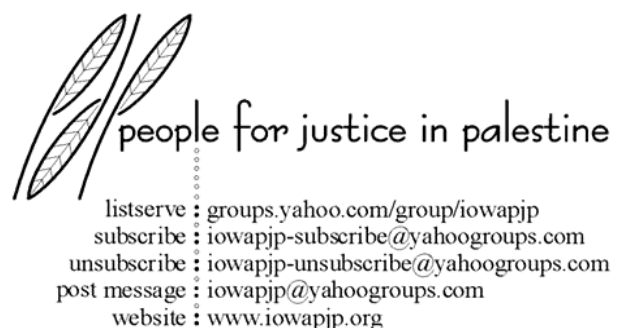 people for justice in palestine
listserve : groups.yahoo.com/group/iowapjp
subscribe : iowapjp-subscribe@yahoogroups.com
unsubscribe : iowapjp-unsubscribe@yahoogroups.com
post message : iowapjp@yahoogroups.com
website : www.iowapjp.org